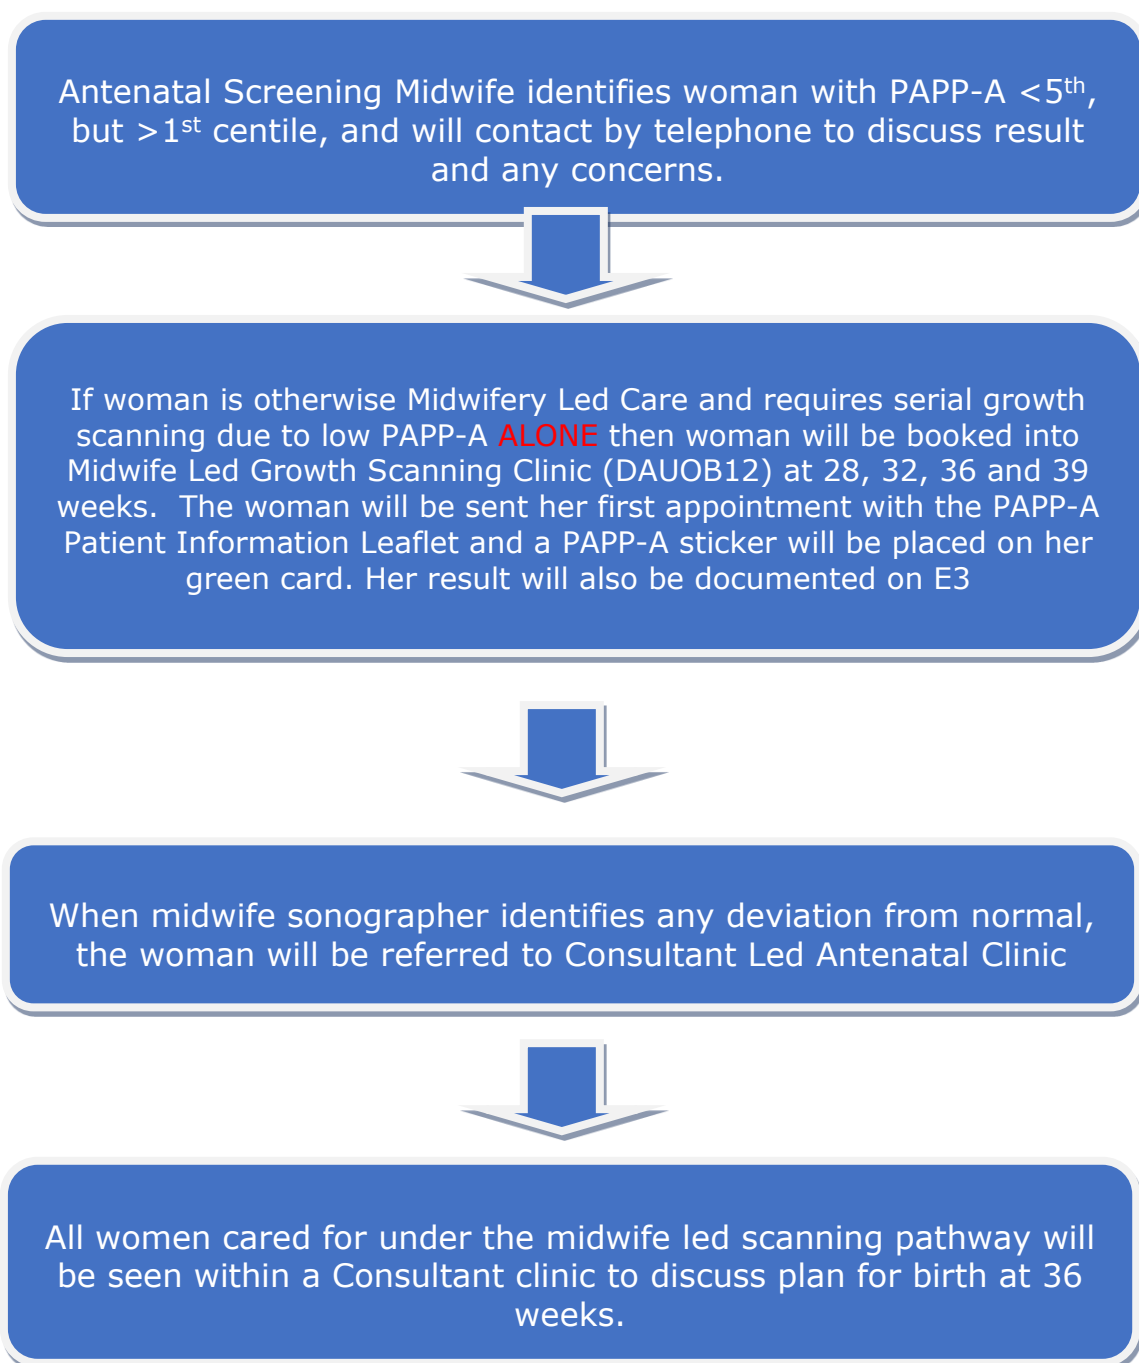 Antenatal Screening Midwife identifies woman with PAPP-A <5th,
but >1st centile, and will contact by telephone to discuss result
and any concerns.
If woman is otherwise Midwifery Led Care and requires serial growth
scanning due to low PAPP-A ALONE then woman will be booked into
Midwife Led Growth Scanning Clinic (DAUOB12) at 28, 32, 36 and 39
weeks.  The woman will be sent her first appointment with the PAPP-A
Patient Information Leaflet and a PAPP-A sticker will be placed on her
green card. Her result will also be documented on E3
When midwife sonographer identifies any deviation from normal,
the woman will be referred to Consultant Led Antenatal Clinic
All women cared for under the midwife led scanning pathway will
be seen within a Consultant clinic to discuss plan for birth at 36
weeks.